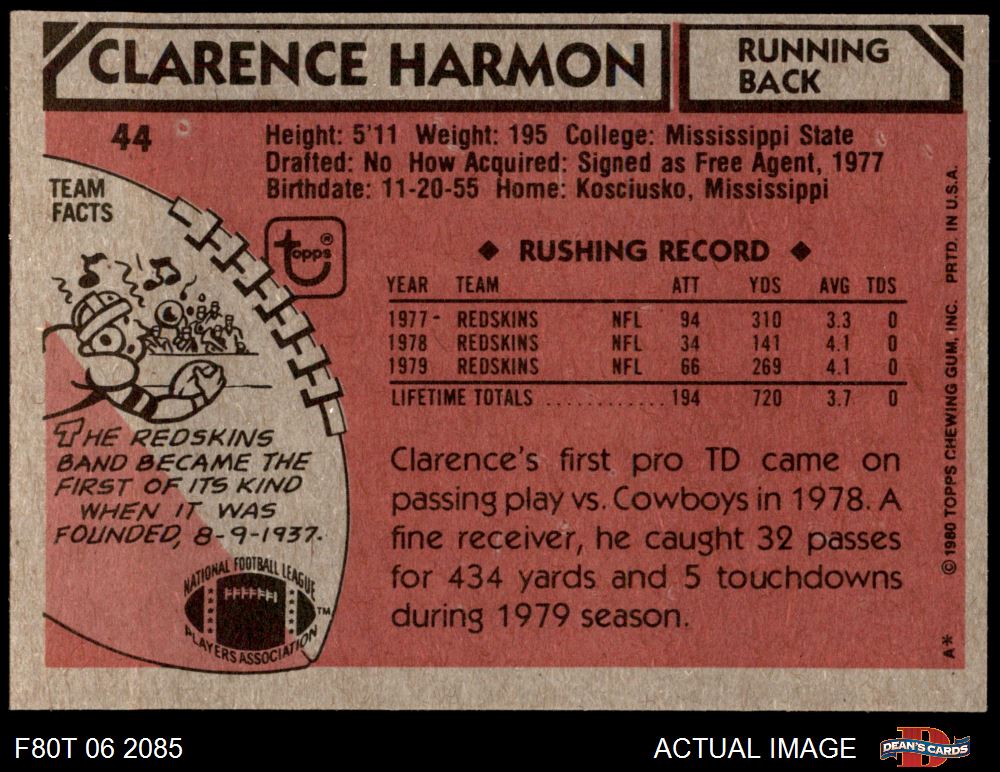 CLARENCE HARMON
RUNNING
BACK
44
Height: 5'11 Weight: 195 College: Mississippi State
Drafted: No How Acquired: Signed as Free Agent, 1977
Birthdate: 11-20-55 Home: Kosciusko, Mississippi
TEAM
FACTS
topps®
◆ RUSHING RECORD ◆
YEAR TEAM ATT YDS AVG TDS
1977- REDSKINS NFL 94 310 3.3 0
1978 REDSKINS NFL 34 141 4.1 0
1979 REDSKINS NFL 66 269 4.1 0
LIFETIME TOTALS ............ 194 720 3.7 0
THE REDSKINS
BAND BECAME THE
FIRST OF ITS KIND
WHEN IT WAS
FOUNDED, 8-9-1937.
Clarence's first pro TD came on
passing play vs. Cowboys in 1978. A
fine receiver, he caught 32 passes
for 434 yards and 5 touchdowns
during 1979 season.
NATIONAL FOOTBALL LEAGUE
PLAYERS ASSOCIATION
TM
A* © 1980 TOPPS CHEWING GUM, INC. PRTD. IN U.S.A.
F80T 06 2085
ACTUAL IMAGE
D
DEAN'S CARDS